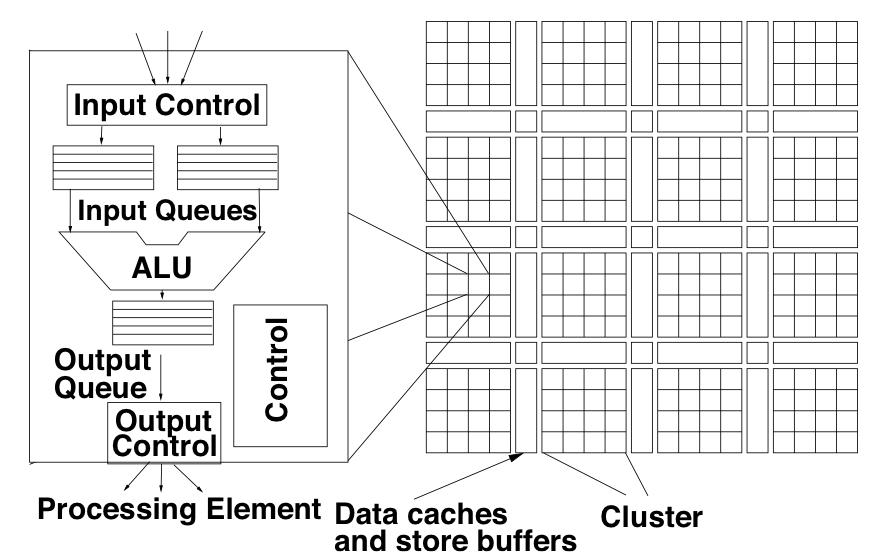 Input Control
Input Queues
ALU
Output
Queue
Control
Output
Control
Processing Element
Data caches
and store buffers
Cluster